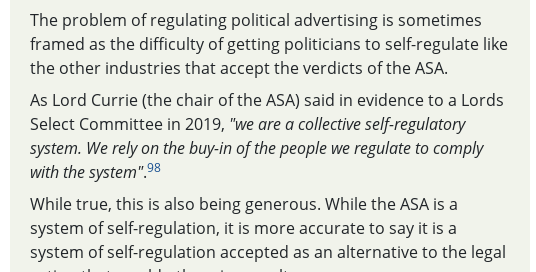 The problem of regulating political advertising is sometimes
framed as the difficulty of getting politicians to self-regulate like
the other industries that accept the verdicts of the ASA.
As Lord Currie (the chair of the ASA) said in evidence to a Lords
Select Committee in 2019, "we are a collective self-regulatory
system. We rely on the buy-in of the people we regulate to comply
with the system".98
While true, this is also being generous. While the ASA is a
system of self-regulation, it is more accurate to say it is a
system of self-regulation accepted as an alternative to the legal